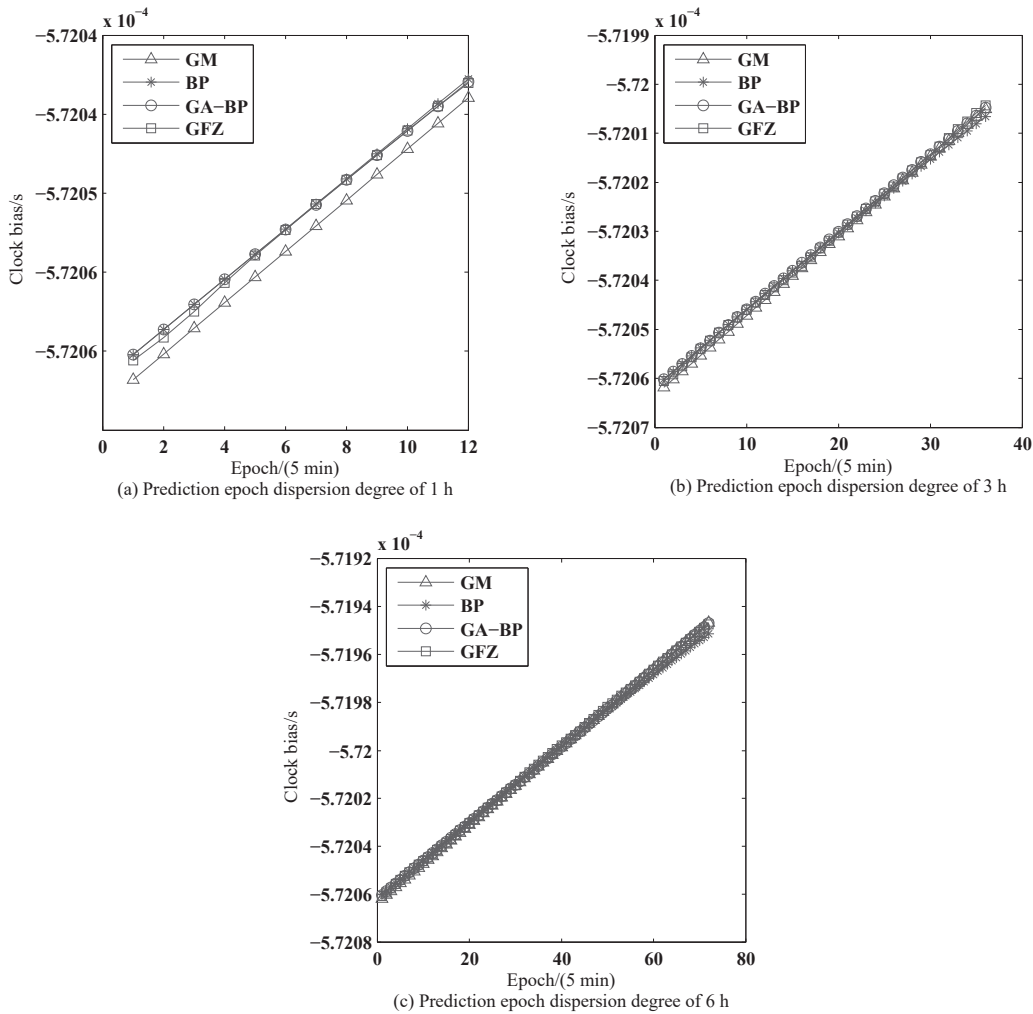 x 10⁻⁴
−5.7204
−5.7204
−5.7205
−5.7206
−5.7206
Clock bias/s
GM
BP
GA−BP
GFZ
0 2 4 6 8 10 12
Epoch/(5 min)
(a) Prediction epoch dispersion degree of 1 h
x 10⁻⁴
−5.7199
−5.72
−5.7201
−5.7202
−5.7203
−5.7204
−5.7205
−5.7206
−5.7207
Clock bias/s
GM
BP
GA−BP
GFZ
0 10 20 30 40
Epoch/(5 min)
(b) Prediction epoch dispersion degree of 3 h
x 10⁻⁴
−5.7192
−5.7194
−5.7196
−5.7198
−5.72
−5.7202
−5.7204
−5.7206
−5.7208
Clock bias/s
GM
BP
GA−BP
GFZ
0 20 40 60 80
Epoch/(5 min)
(c) Prediction epoch dispersion degree of 6 h